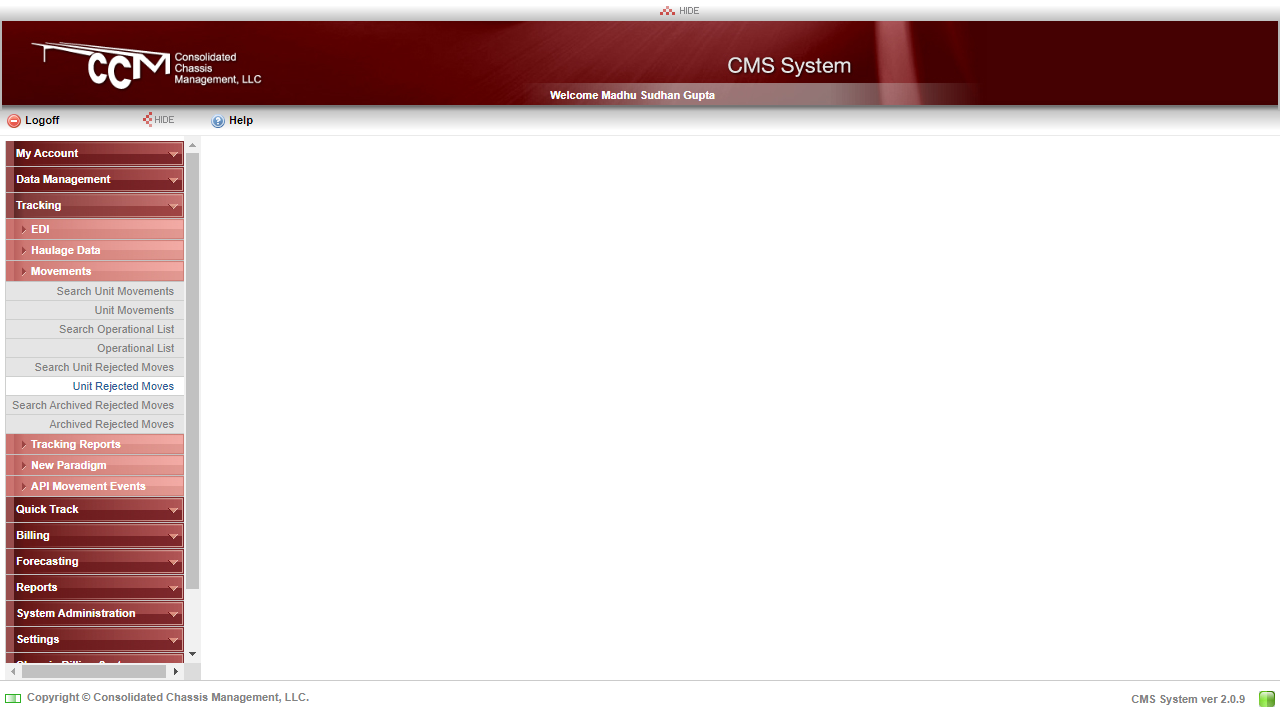 HIDE
CCM Consolidated
Chassis
Management, LLC
CMS System
Welcome Madhu Sudhan Gupta
Logoff HIDE Help
My Account
Data Management
Tracking
EDI
Haulage Data
Movements
Search Unit Movements
Unit Movements
Search Operational List
Operational List
Search Unit Rejected Moves
Unit Rejected Moves
Search Archived Rejected Moves
Archived Rejected Moves
Tracking Reports
New Paradigm
API Movement Events
Quick Track
Billing
Forecasting
Reports
System Administration
Settings
Copyright © Consolidated Chassis Management, LLC. CMS System ver 2.0.9